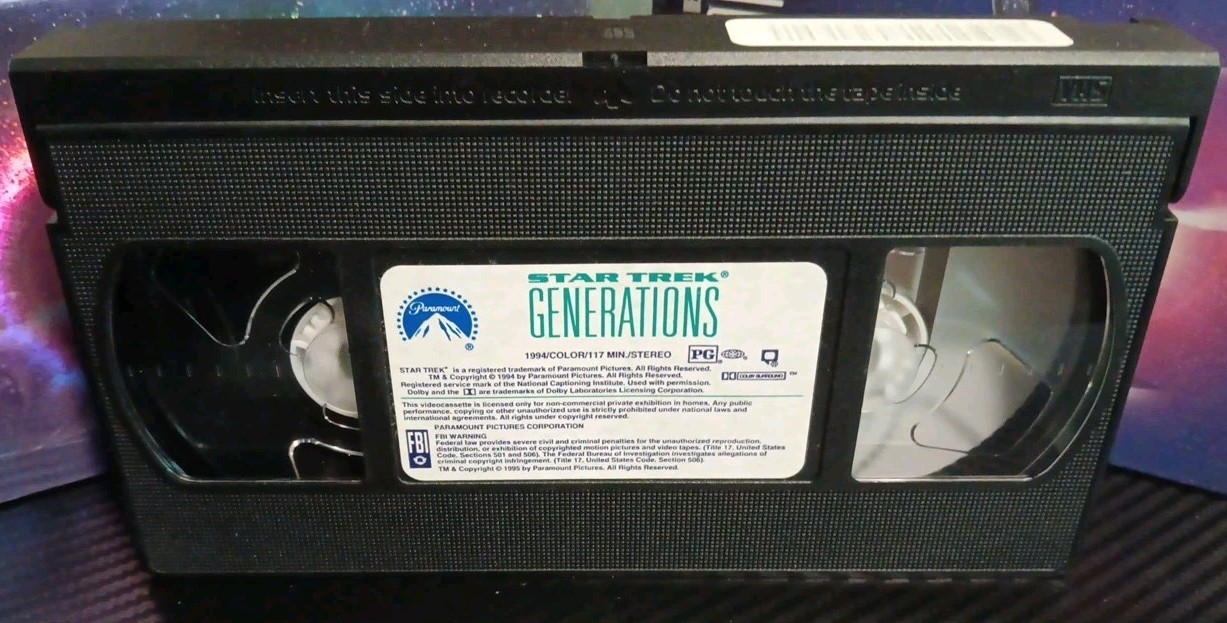 Insert this side into recorder Do not touch the tape inside VHS
STAR TREK®
GENERATIONS
Paramount
®
1994/COLOR/117 MIN./STEREO PG
DOLBY SURROUND ™
STAR TREK® is a registered trademark of Paramount Pictures. All Rights Reserved.
TM & Copyright © 1994 by Paramount Pictures. All Rights Reserved.
Registered service mark of the National Captioning Institute. Used with permission.
Dolby and the are trademarks of Dolby Laboratories Licensing Corporation.
This videocassette is licensed only for non-commercial private exhibition in homes. Any public
performance, copying or other unauthorized use is strictly prohibited under national laws and
international agreements. All rights under copyright reserved.
PARAMOUNT PICTURES CORPORATION
FBI
FBI WARNING
Federal law provides severe civil and criminal penalties for the unauthorized reproduction,
distribution, or exhibition of copyrighted motion pictures and video tapes. (Title 17, United States
Code, Sections 501 and 506). The Federal Bureau of Investigation investigates allegations of
criminal copyright infringement. (Title 17, United States Code, Section 506).
TM & Copyright © 1995 by Paramount Pictures. All Rights Reserved.